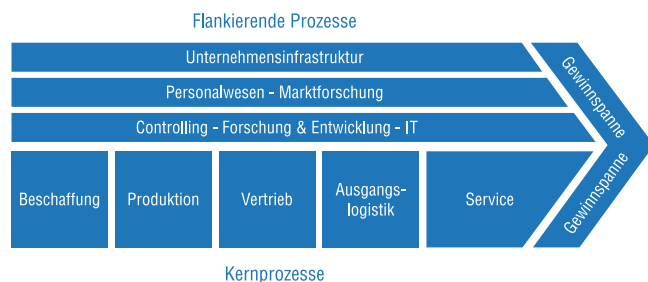 Flankierende Prozesse
Unternehmensinfrastruktur
Personalwesen - Marktforschung
Controlling - Forschung & Entwicklung - IT
Gewinnspanne
Beschaffung
Produktion
Vertrieb
Ausgangs-
logistik
Service
Gewinnspanne
Kernprozesse